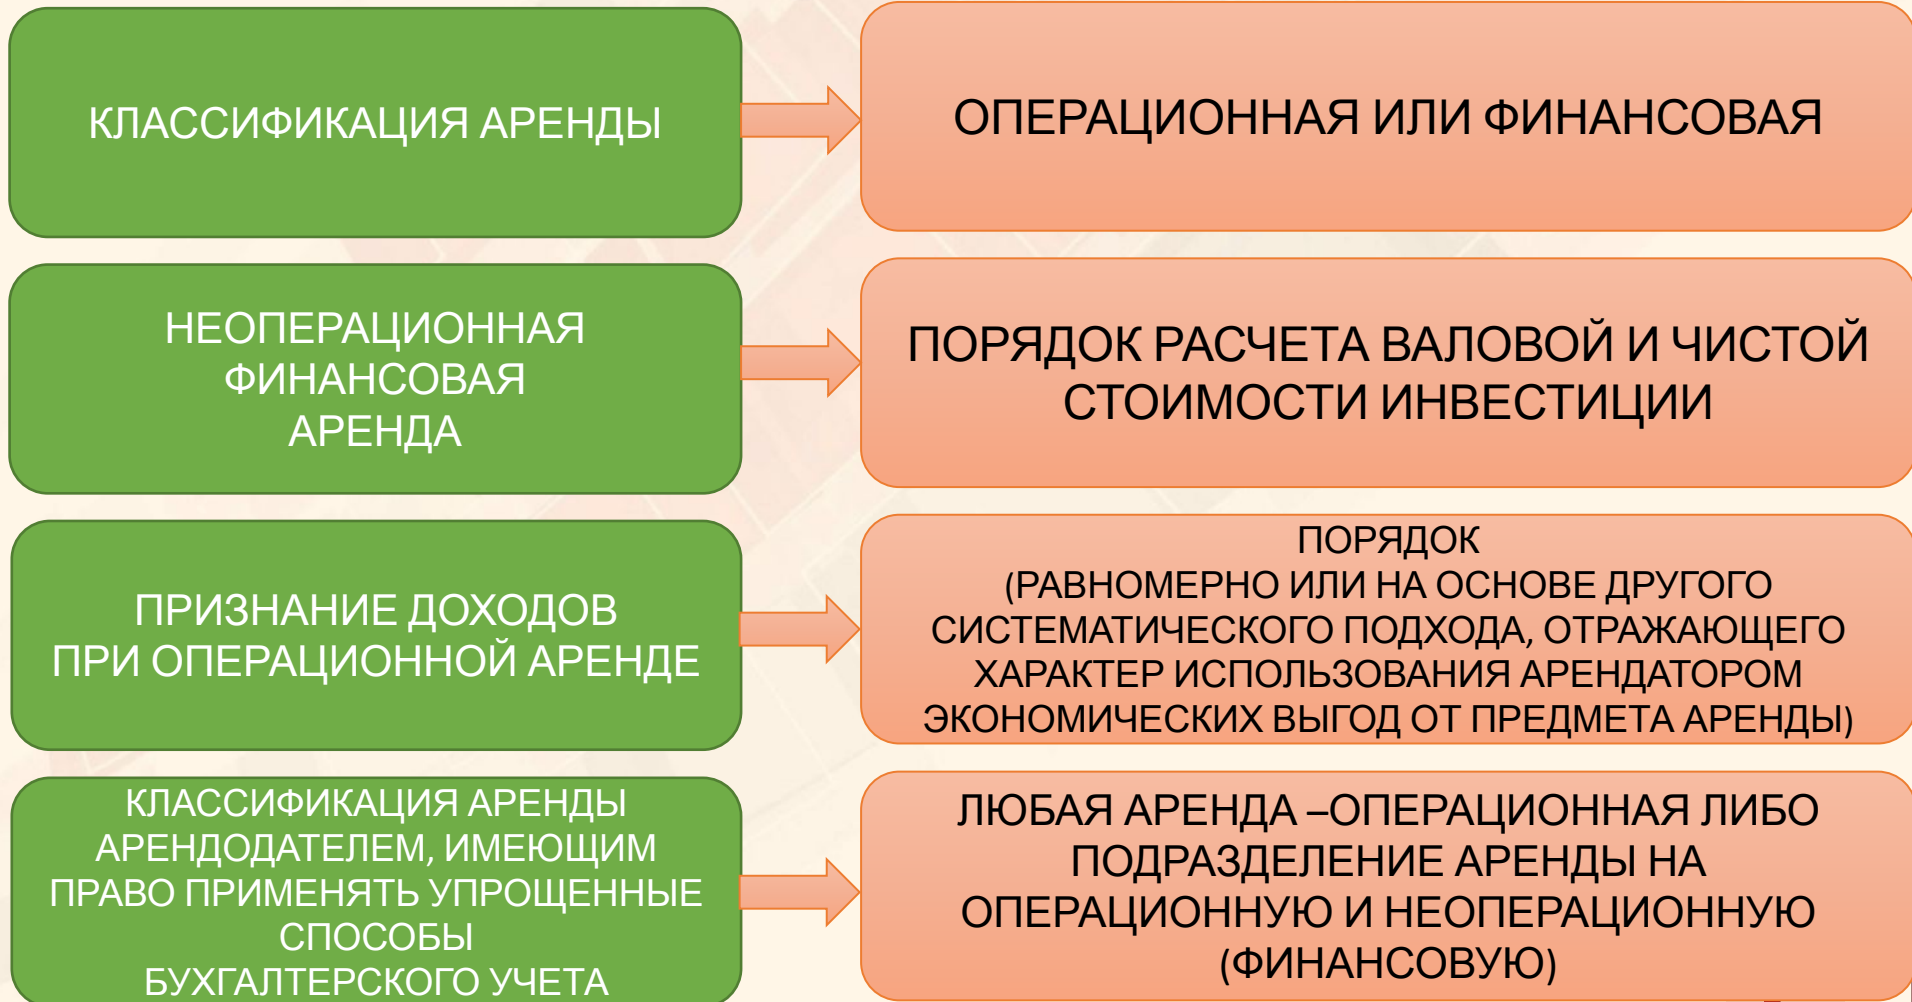 КЛАССИФИКАЦИЯ АРЕНДЫ
ОПЕРАЦИОННАЯ ИЛИ ФИНАНСОВАЯ
НЕОПЕРАЦИОННАЯ
ФИНАНСОВАЯ
АРЕНДА
ПОРЯДОК РАСЧЕТА ВАЛОВОЙ И ЧИСТОЙ
СТОИМОСТИ ИНВЕСТИЦИИ
ПРИЗНАНИЕ ДОХОДОВ
ПРИ ОПЕРАЦИОННОЙ АРЕНДЕ
ПОРЯДОК
(РАВНОМЕРНО ИЛИ НА ОСНОВЕ ДРУГОГО
СИСТЕМАТИЧЕСКОГО ПОДХОДА, ОТРАЖАЮЩЕГО
ХАРАКТЕР ИСПОЛЬЗОВАНИЯ АРЕНДАТОРОМ
ЭКОНОМИЧЕСКИХ ВЫГОД ОТ ПРЕДМЕТА АРЕНДЫ)
КЛАССИФИКАЦИЯ АРЕНДЫ
АРЕНДОДАТЕЛЕМ, ИМЕЮЩИМ
ПРАВО ПРИМЕНЯТЬ УПРОЩЕННЫЕ
СПОСОБЫ
БУХГАЛТЕРСКОГО УЧЕТА
ЛЮБАЯ АРЕНДА –ОПЕРАЦИОННАЯ ЛИБО
ПОДРАЗДЕЛЕНИЕ АРЕНДЫ НА
ОПЕРАЦИОННУЮ И НЕОПЕРАЦИОННУЮ
(ФИНАНСОВУЮ)